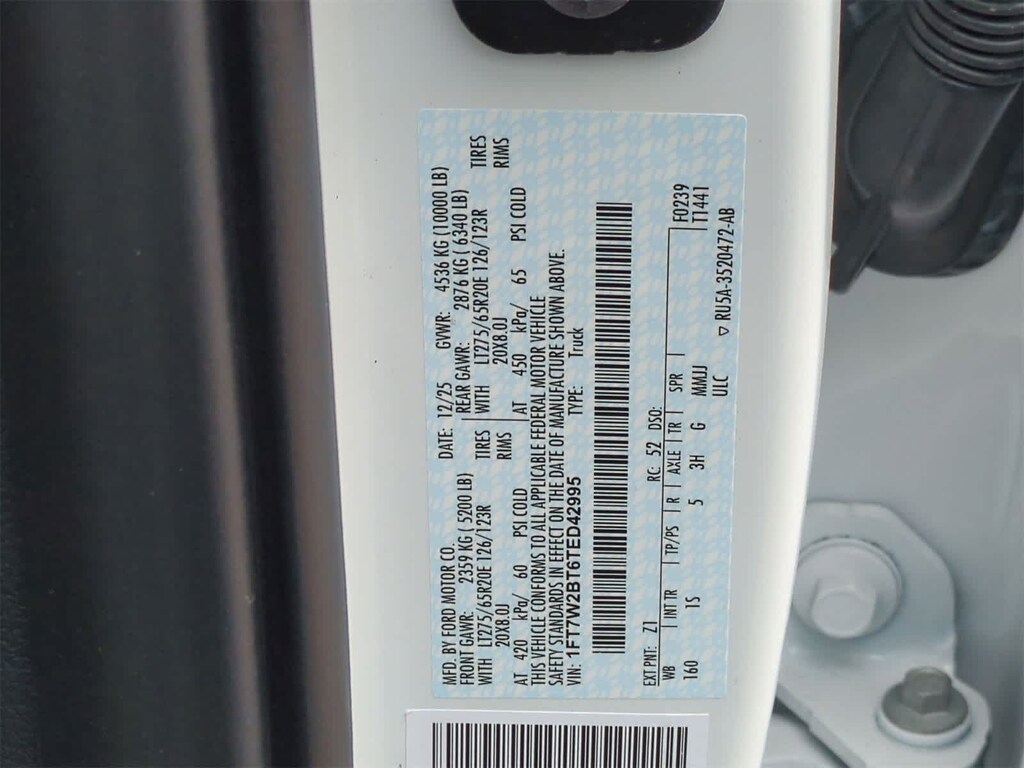 MFD. BY FORD MOTOR CO.
DATE: 12/25 GVWR: 4536 KG (10000 LB)
FRONT GAWR: 2359 KG ( 5200 LB)
REAR GAWR: 2876 KG ( 6340 LB)
WITH LT275/65R20E 126/123R TIRES
WITH LT275/65R20E 126/123R TIRES
20X8.0J RIMS
20X8.0J RIMS
AT 420 kPa/ 60 PSI COLD
AT 450 kPa/ 65 PSI COLD
THIS VEHICLE CONFORMS TO ALL APPLICABLE FEDERAL MOTOR VEHICLE
SAFETY STANDARDS IN EFFECT ON THE DATE OF MANUFACTURE SHOWN ABOVE.
VIN: 1FT7W2BT6TED42995 TYPE: Truck
EXT PNT: Z1 RC: 52 DSO:
WB INT TR TP/PS R AXLE TR SPR F0239
160 1S 5 3H G MMJJ T1441
ULC
RU5A-3520472-AB